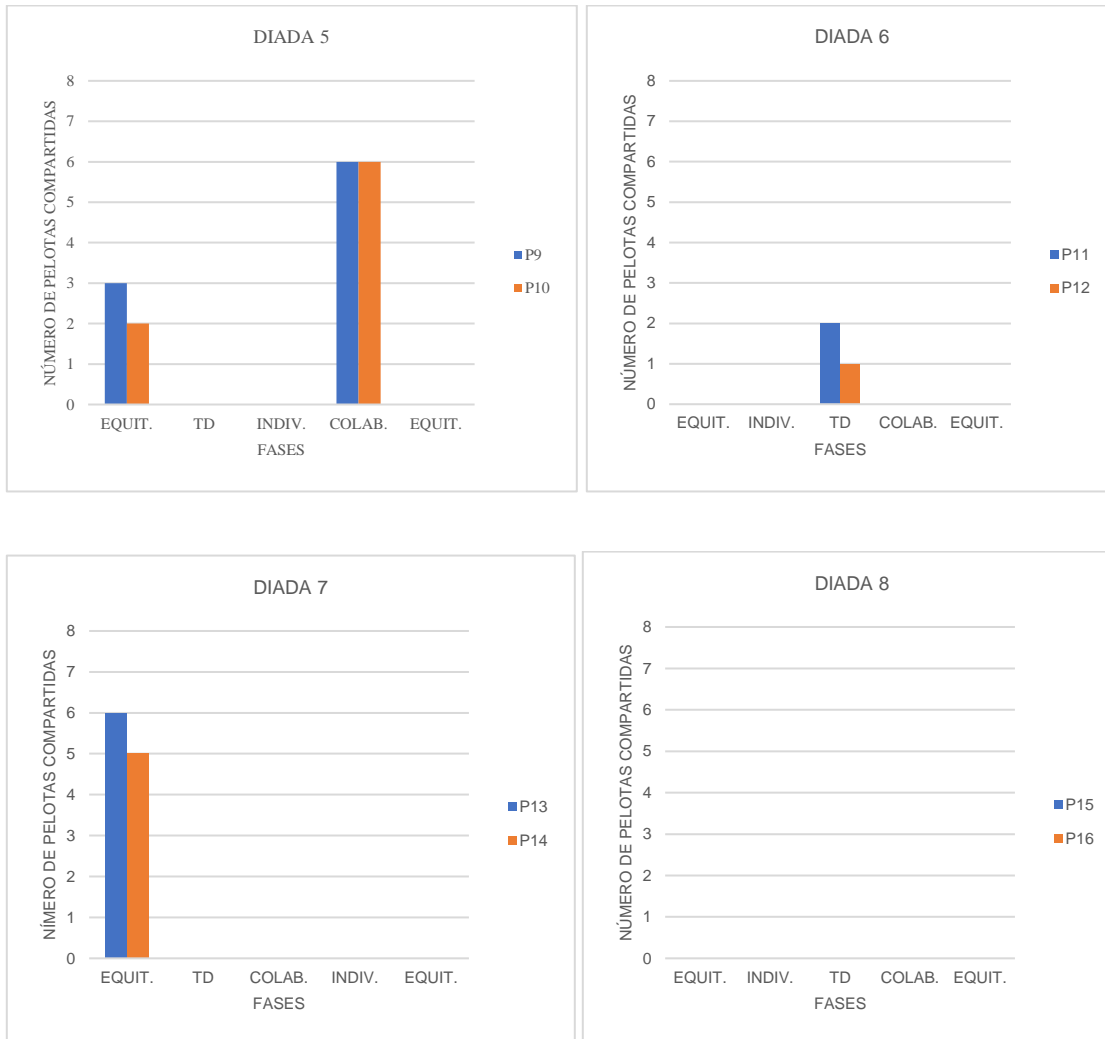 DIADA 5
NÚMERO DE PELOTAS COMPARTIDAS
8
7
6
5
4
3
2
1
0
EQUIT. TD INDIV. COLAB. EQUIT.
FASES
P9
P10
DIADA 6
NÚMERO DE PELOTAS COMPARTIDAS
8
7
6
5
4
3
2
1
0
EQUIT. INDIV. TD COLAB. EQUIT.
FASES
P11
P12
DIADA 7
NÍMERO DE PELOTAS COMPARTIDAS
8
7
6
5
4
3
2
1
0
EQUIT. TD COLAB. INDIV. EQUIT.
FASES
P13
P14
DIADA 8
NÚMERO DE PELOTAS COMPARTIDAS
8
7
6
5
4
3
2
1
0
EQUIT. INDIV. TD COLAB. EQUIT.
FASES
P15
P16